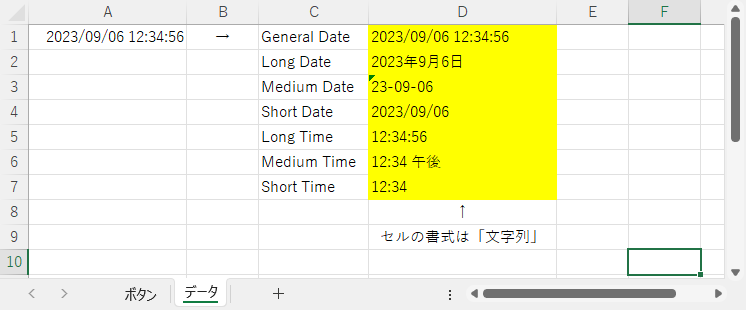 A B C D E F
1 2023/09/06 12:34:56 → General Date 2023/09/06 12:34:56
2 Long Date 2023年9月6日
3 Medium Date 23-09-06
4 Short Date 2023/09/06
5 Long Time 12:34:56
6 Medium Time 12:34 午後
7 Short Time 12:34
8 ↑
9 セルの書式は「文字列」
10
ボタン データ +